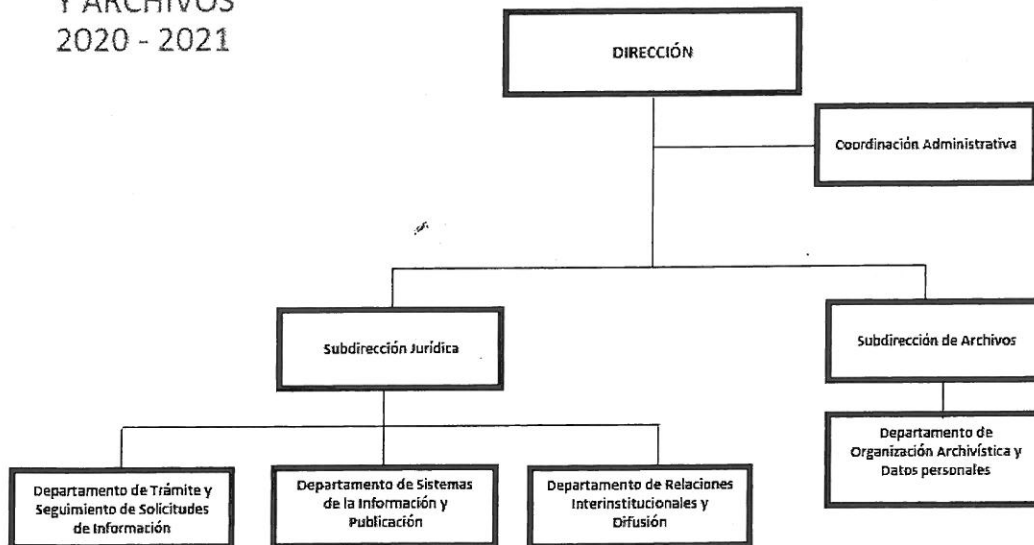 Y ARCHIVOS
2020 - 2021
DIRECCIÓN
Coordinación Administrativa
Subdirección Jurídica
Subdirección de Archivos
Departamento de
Organización Archivística y
Datos personales
Departamento de Trámite y
Seguimiento de Solicitudes
de Información
Departamento de Sistemas
de la Información y
Publicación
Departamento de Relaciones
Interinstitucionales y
Difusión